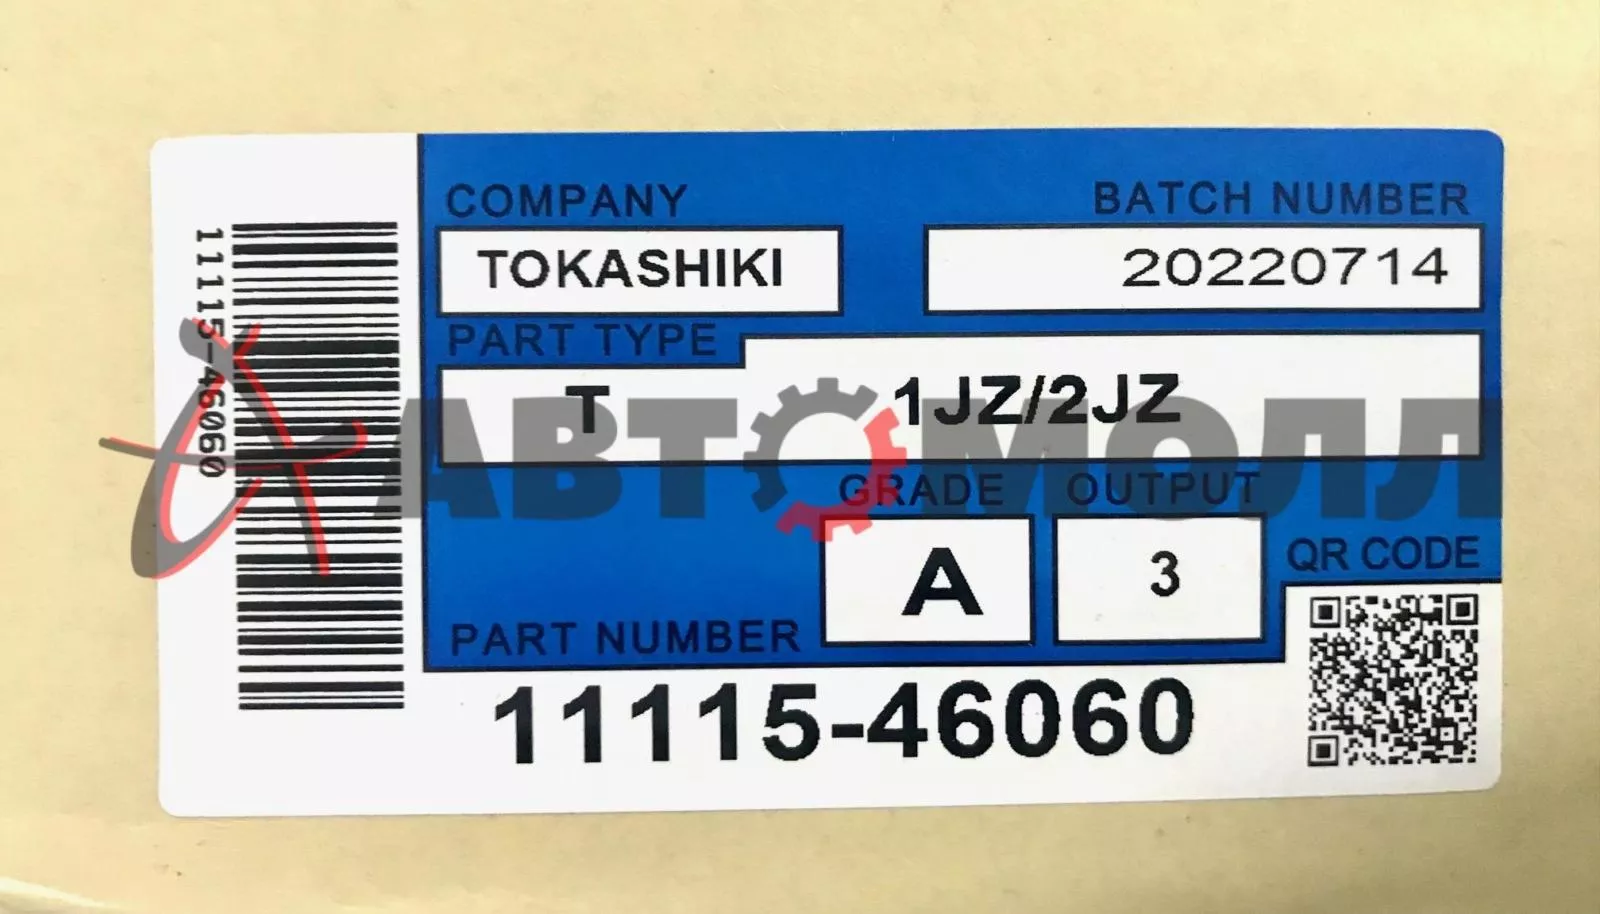 COMPANY
BATCH NUMBER
TOKASHIKI
20220714
PART TYPE
T 1JZ/2JZ
АВТОМОЛЛ
GRADE
OUTPUT
QR CODE
A
3
PART NUMBER
11115-46060
11115-46060